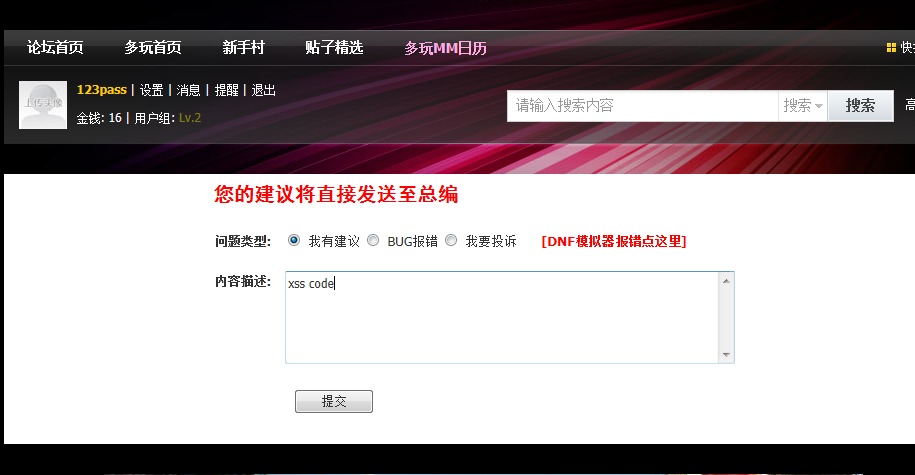 论坛首页 多玩首页 新手村 贴子精选 多玩MM日历 快
上传头像
123pass | 设置 | 消息 | 提醒 | 退出
金钱: 16 | 用户组: Lv.2
请输入搜索内容 搜索 搜索 高
您的建议将直接发送至总编
问题类型: 我有建议 BUG报错 我要投诉 [DNF模拟器报错点这里]
内容描述: xss code
提交